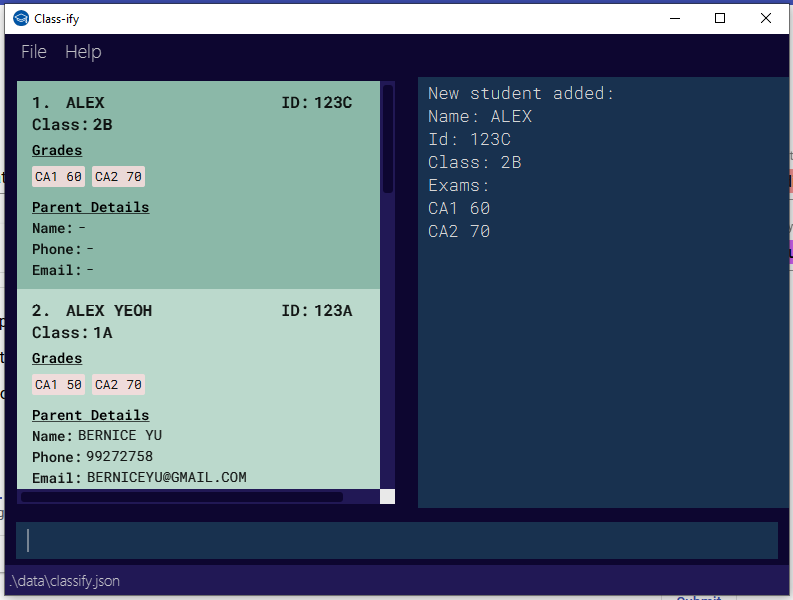 Class-ify
File Help
1. ALEX ID: 123C
Class: 2B
Grades
CA1 60 CA2 70
Parent Details
Name: -
Phone: -
Email: -
2. ALEX YEOH ID: 123A
Class: 1A
Grades
CA1 50 CA2 70
Parent Details
Name: BERNICE YU
Phone: 99272758
Email: BERNICEYU@GMAIL.COM
New student added:
Name: ALEX
Id: 123C
Class: 2B
Exams:
CA1 60
CA2 70
.\data\classify.json